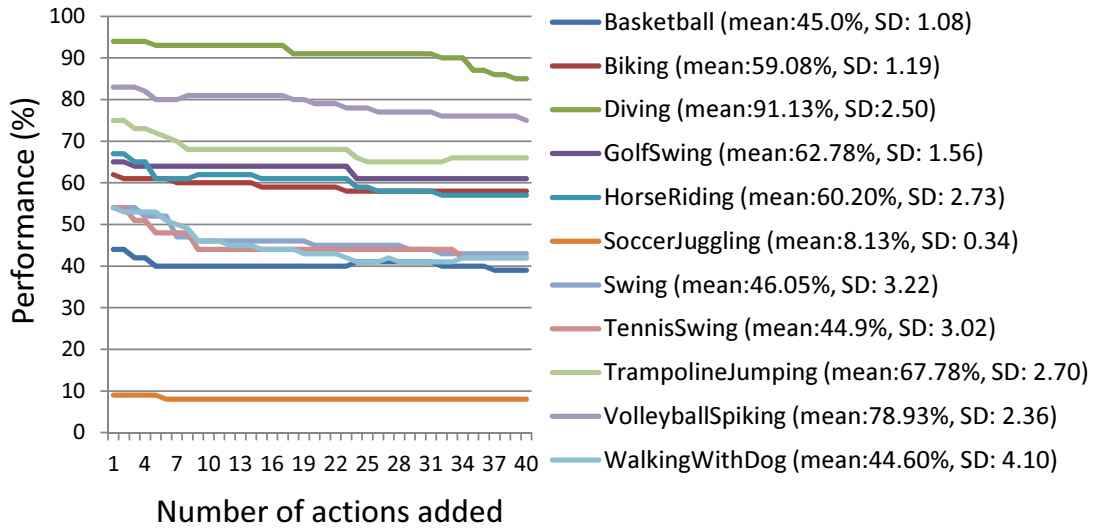 100
90
80
70
60
50
40
30
20
10
0
Performance (%)
1 4 7 10 13 16 19 22 25 28 31 34 37 40
Number of actions added
Basketball (mean:45.0%, SD: 1.08)
Biking (mean:59.08%, SD: 1.19)
Diving (mean:91.13%, SD:2.50)
GolfSwing (mean:62.78%, SD: 1.56)
HorseRiding (mean:60.20%, SD: 2.73)
SoccerJuggling (mean:8.13%, SD: 0.34)
Swing (mean:46.05%, SD: 3.22)
TennisSwing (mean:44.9%, SD: 3.02)
TrampolineJumping (mean:67.78%, SD: 2.70)
VolleyballSpiking (mean:78.93%, SD: 2.36)
WalkingWithDog (mean:44.60%, SD: 4.10)